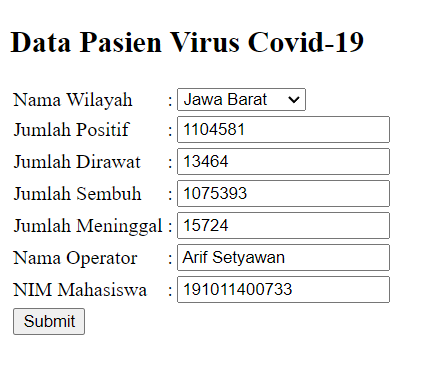 Data Pasien Virus Covid-19
Nama Wilayah : Jawa Barat
Jumlah Positif : 1104581
Jumlah Dirawat : 13464
Jumlah Sembuh : 1075393
Jumlah Meninggal : 15724
Nama Operator : Arif Setyawan
NIM Mahasiswa : 191011400733
Submit